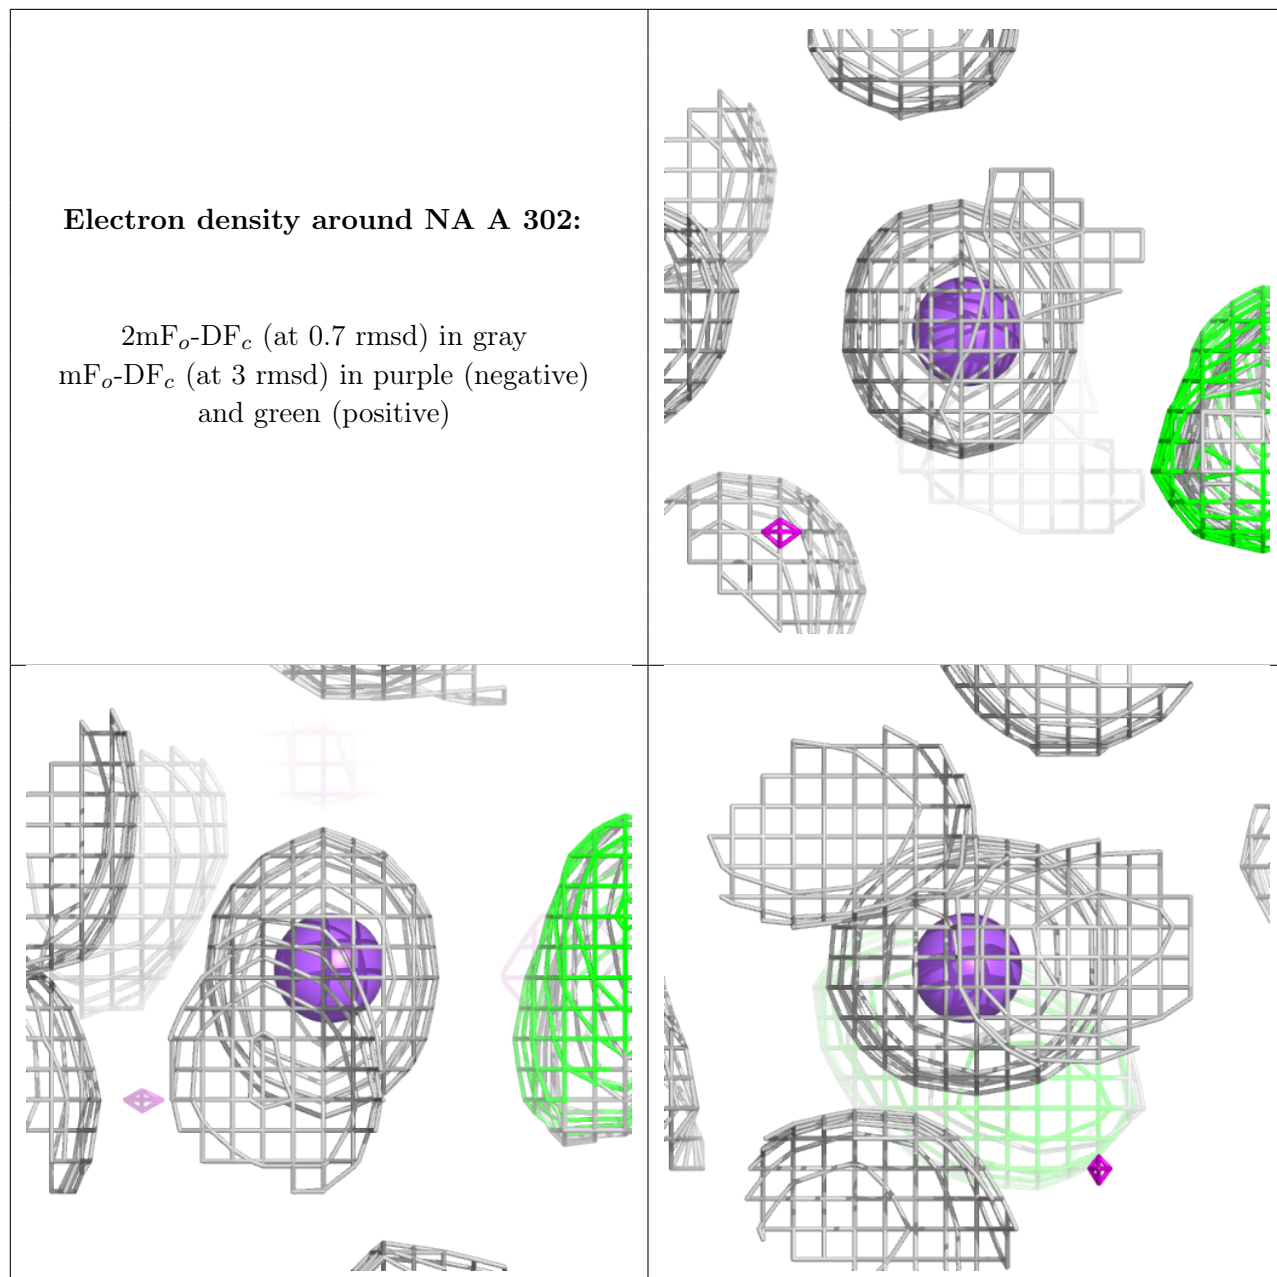 Electron density around NA A 302:
2mFo-DFc (at 0.7 rmsd) in gray
mFo-DFc (at 3 rmsd) in purple (negative)
and green (positive)